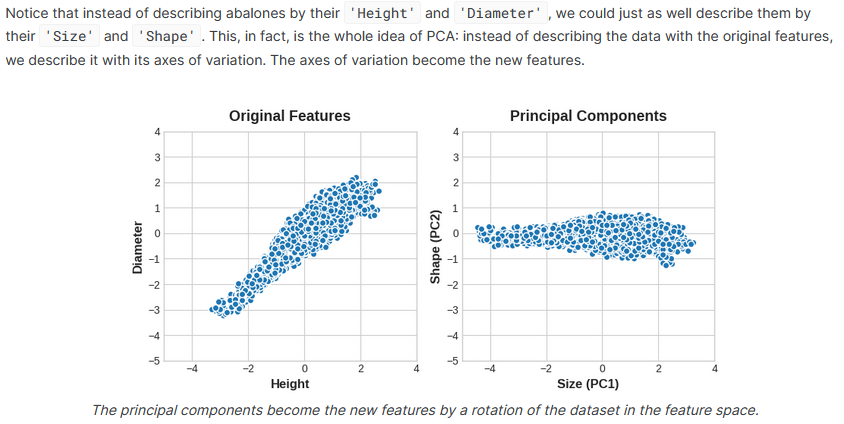 Notice that instead of describing abalones by their 'Height' and 'Diameter', we could just as well describe them by
their 'Size' and 'Shape'. This, in fact, is the whole idea of PCA: instead of describing the data with the original features,
we describe it with its axes of variation. The axes of variation become the new features.
Original Features
4
3
2
1
0
−1
−2
−3
−4
−5
Diameter
−4 −2 0 2 4
Height
Principal Components
4
3
2
1
0
−1
−2
−3
−4
−5
Shape (PC2)
−4 −2 0 2 4
Size (PC1)
The principal components become the new features by a rotation of the dataset in the feature space.